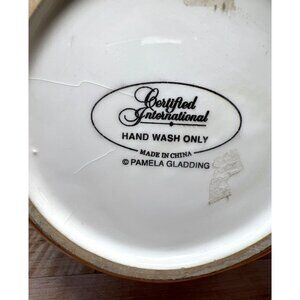 Certified
International
HAND WASH ONLY
MADE IN CHINA
© PAMELA GLADDING